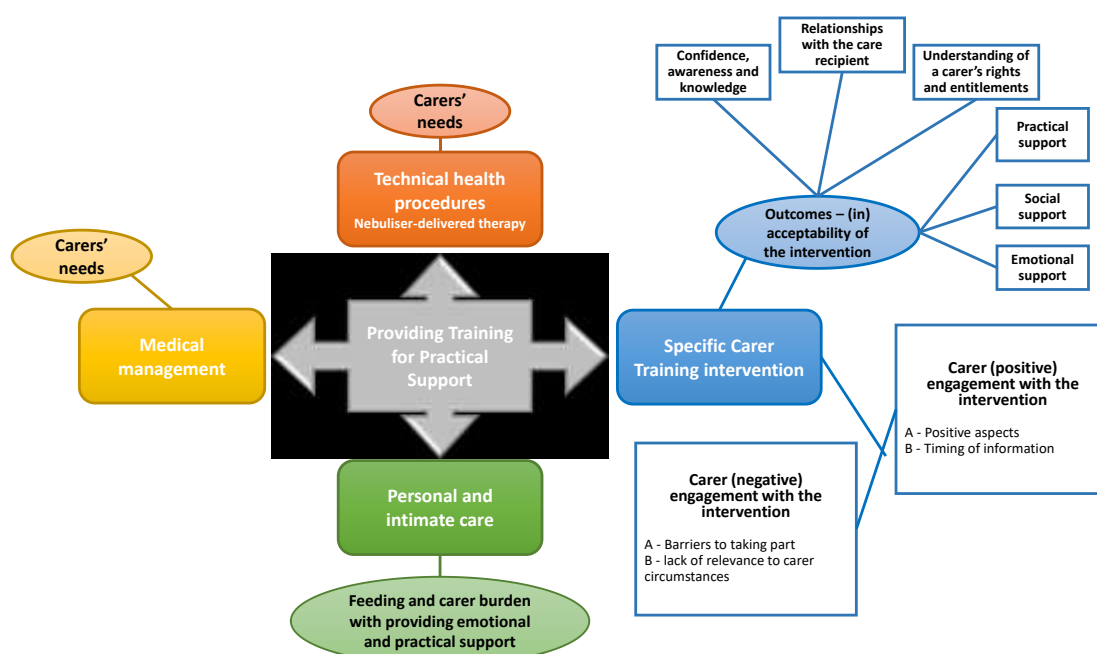 Relationships
with the care
recipient
Confidence,
awareness and
knowledge
Understanding of
a carer's rights
and entitlements
Practical
support
Social
support
Emotional
support
Outcomes – (in)
acceptability of
the intervention
Carers'
needs
Technical health
procedures
Nebuliser-delivered therapy
Carers'
needs
Medical
management
Providing Training
for Practical
Support
Specific Carer
Training intervention
Carer (positive)
engagement with the
intervention
A - Positive aspects
B - Timing of information
Carer (negative)
engagement with the
intervention
A - Barriers to taking part
B - lack of relevance to carer
circumstances
Personal and
intimate care
Feeding and carer burden
with providing emotional
and practical support